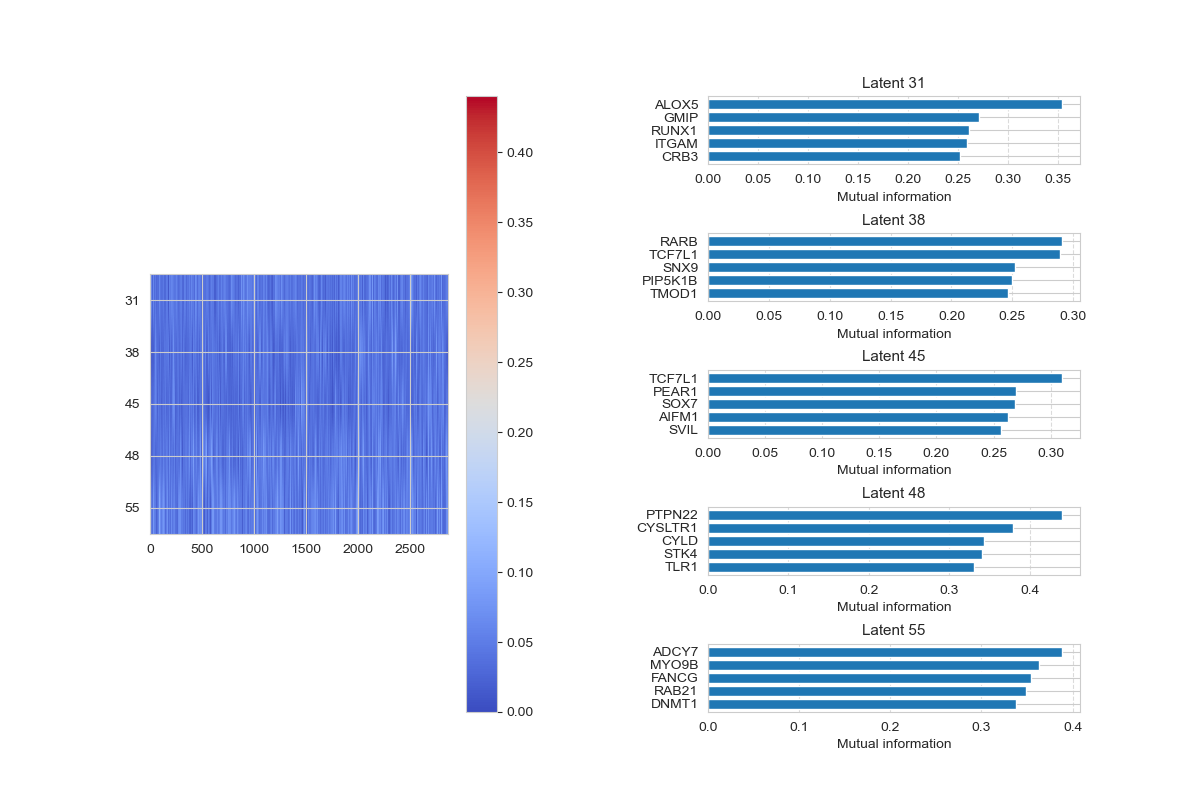 31
38
45
48
55
0 500 1000 1500 2000 2500
0.40
0.35
0.30
0.25
0.20
0.15
0.10
0.05
0.00
Latent 31
ALOX5
GMIP
RUNX1
ITGAM
CRB3
0.00 0.05 0.10 0.15 0.20 0.25 0.30 0.35
Mutual information
Latent 38
RARB
TCF7L1
SNX9
PIP5K1B
TMOD1
0.00 0.05 0.10 0.15 0.20 0.25 0.30
Mutual information
Latent 45
TCF7L1
PEAR1
SOX7
AIFM1
SVIL
0.00 0.05 0.10 0.15 0.20 0.25 0.30
Mutual information
Latent 48
PTPN22
CYSLTR1
CYLD
STK4
TLR1
0.0 0.1 0.2 0.3 0.4
Mutual information
Latent 55
ADCY7
MYO9B
FANCG
RAB21
DNMT1
0.0 0.1 0.2 0.3 0.4
Mutual information